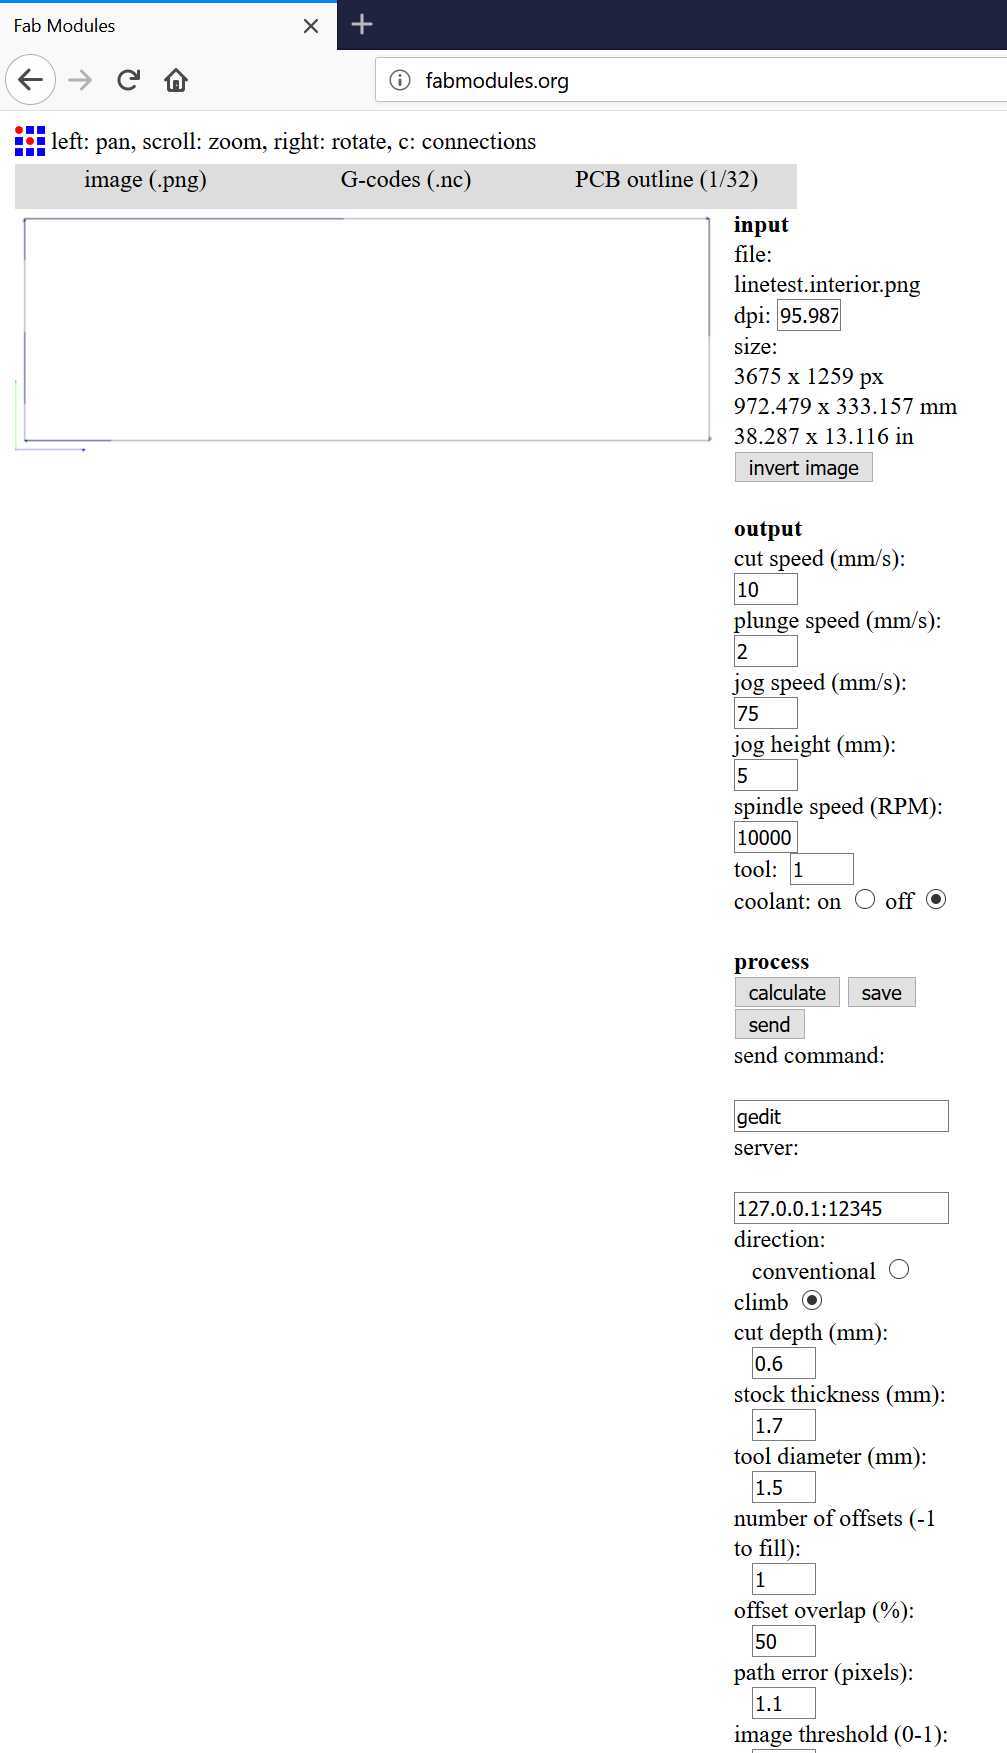 Fab Modules
fabmodules.org
left: pan, scroll: zoom, right: rotate, c: connections
image (.png) G-codes (.nc) PCB outline (1/32)
input
file:
linetest.interior.png
dpi: 95.987
size:
3675 x 1259 px
972.479 x 333.157 mm
38.287 x 13.116 in
invert image
output
cut speed (mm/s):
10
plunge speed (mm/s):
2
jog speed (mm/s):
75
jog height (mm):
5
spindle speed (RPM):
10000
tool: 1
coolant: on off
process
calculate save
send
send command:
gedit
server:
127.0.0.1:12345
direction:
conventional
climb
cut depth (mm):
0.6
stock thickness (mm):
1.7
tool diameter (mm):
1.5
number of offsets (-1
to fill):
1
offset overlap (%):
50
path error (pixels):
1.1
image threshold (0-1):